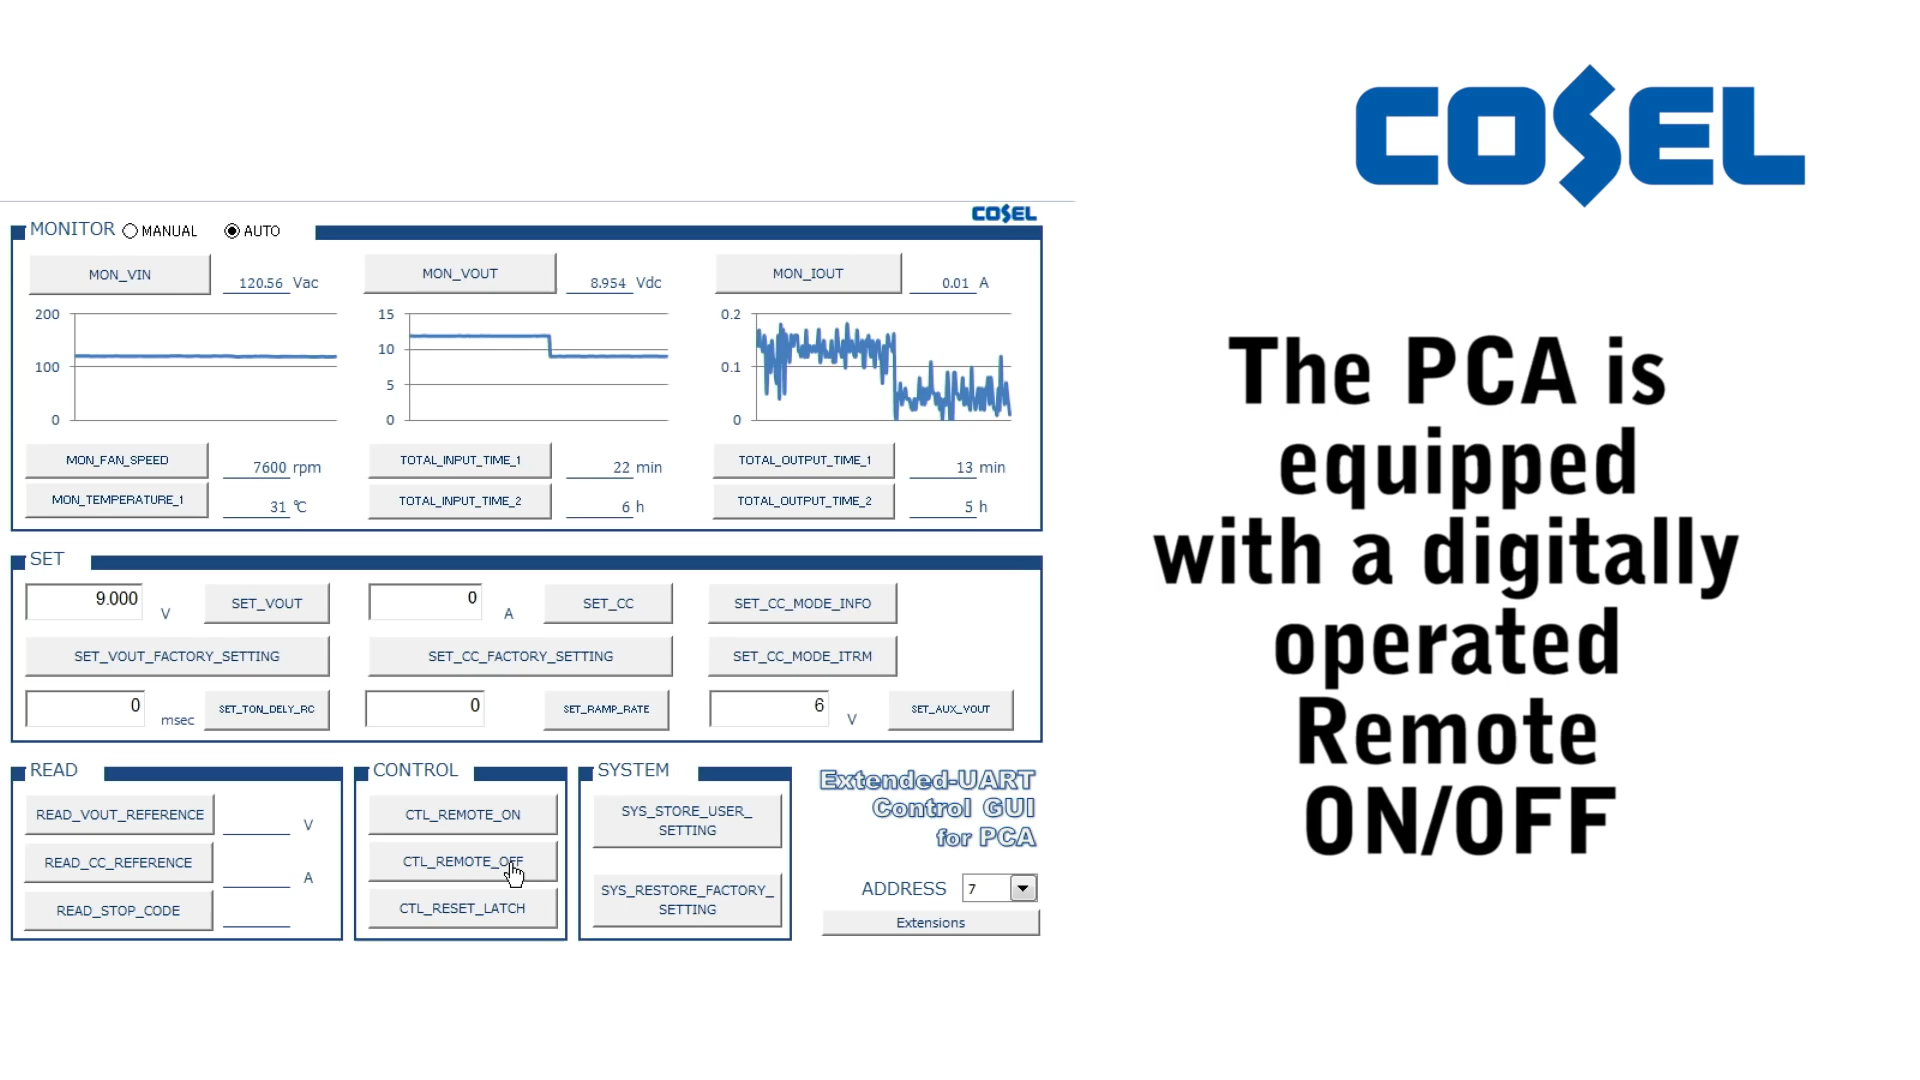 COSEL
COSEL
MONITOR MANUAL AUTO
MON_VIN 120.56 Vac MON_VOUT 8.954 Vdc MON_IOUT 0.01 A
200 15 0.2
10
100 0.1
5
0 0 0
MON_FAN_SPEED 7600 rpm TOTAL_INPUT_TIME_1 22 min TOTAL_OUTPUT_TIME_1 13 min
MON_TEMPERATURE_1 31 ℃ TOTAL_INPUT_TIME_2 6 h TOTAL_OUTPUT_TIME_2 5 h
SET
9.000 V SET_VOUT 0 A SET_CC SET_CC_MODE_INFO
SET_VOUT_FACTORY_SETTING SET_CC_FACTORY_SETTING SET_CC_MODE_ITRM
0 msec SET_TON_DELY_RC 0 SET_RAMP_RATE 6 V SET_AUX_VOUT
READ
READ_VOUT_REFERENCE V
READ_CC_REFERENCE A
READ_STOP_CODE
CONTROL
CTL_REMOTE_ON
CTL_REMOTE_OFF
CTL_RESET_LATCH
SYSTEM
SYS_STORE_USER_
SETTING
SYS_RESTORE_FACTORY_
SETTING
Extended-UART
Control GUI
for PCA
ADDRESS 7
Extensions
The PCA is
equipped
with a digitally
operated
Remote
ON/OFF